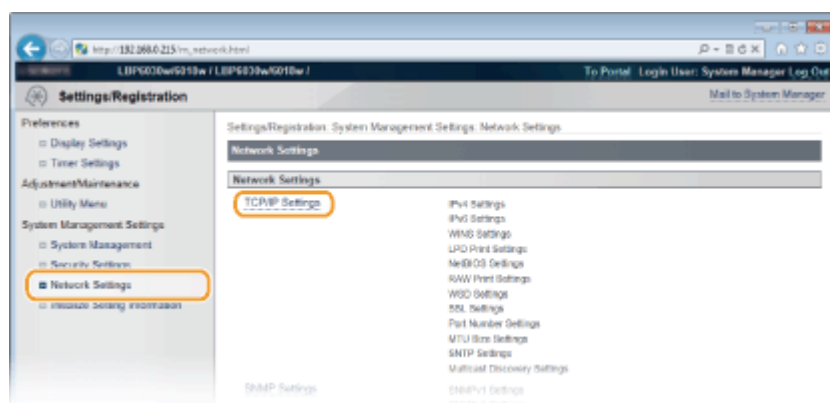 http://192.168.0.215/m_network.html
LBP6030w/6018w / LBP6030w/6018w /
To Portal Login User: System Manager Log Out
Settings/Registration
Mail to System Manager
Preferences
Display Settings
Timer Settings
Adjustment/Maintenance
Utility Menu
System Management Settings
System Management
Security Settings
Network Settings
Initialize Setting Information
Settings/Registration: System Management Settings: Network Settings
Network Settings
Network Settings
TCP/IP Settings
IPv4 Settings
IPv6 Settings
WINS Settings
LPD Print Settings
NetBIOS Settings
RAW Print Settings
WSD Settings
SSL Settings
Port Number Settings
MTU Size Settings
SNTP Settings
Multicast Discovery Settings
SNMP Settings
SNMPv1 Settings